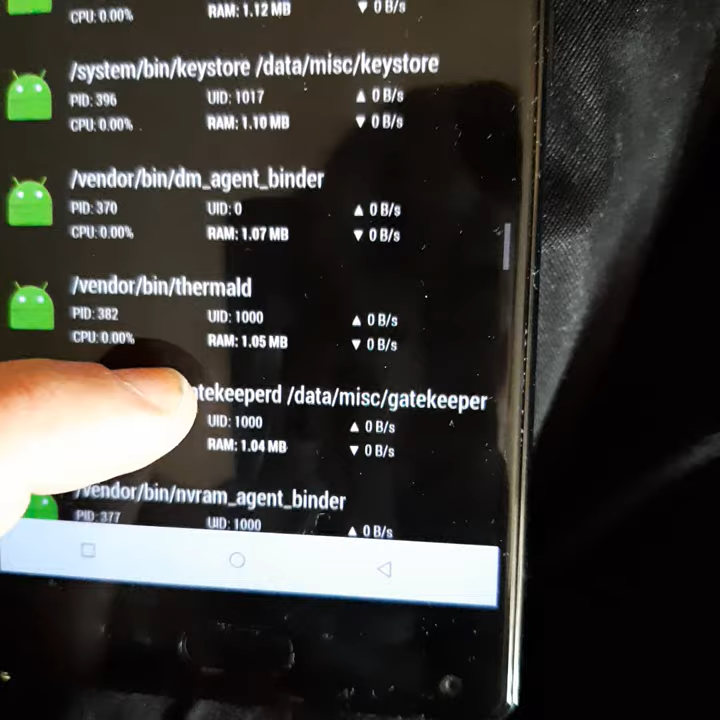 CPU: 0.00% RAM: 1.12 MB ▼ 0 B/s
/system/bin/keystore /data/misc/keystore
PID: 396 UID: 1017 ▲ 0 B/s
CPU: 0.00% RAM: 1.10 MB ▼ 0 B/s
/vendor/bin/dm_agent_binder
PID: 370 UID: 0 ▲ 0 B/s
CPU: 0.00% RAM: 1.07 MB ▼ 0 B/s
/vendor/bin/thermald
PID: 382 UID: 1000 ▲ 0 B/s
CPU: 0.00% RAM: 1.05 MB ▼ 0 B/s
atekeeperd /data/misc/gatekeeper
UID: 1000 ▲ 0 B/s
RAM: 1.04 MB ▼ 0 B/s
/vendor/bin/nvram_agent_binder
PID: 377 UID: 1000 ▲ 0 B/s